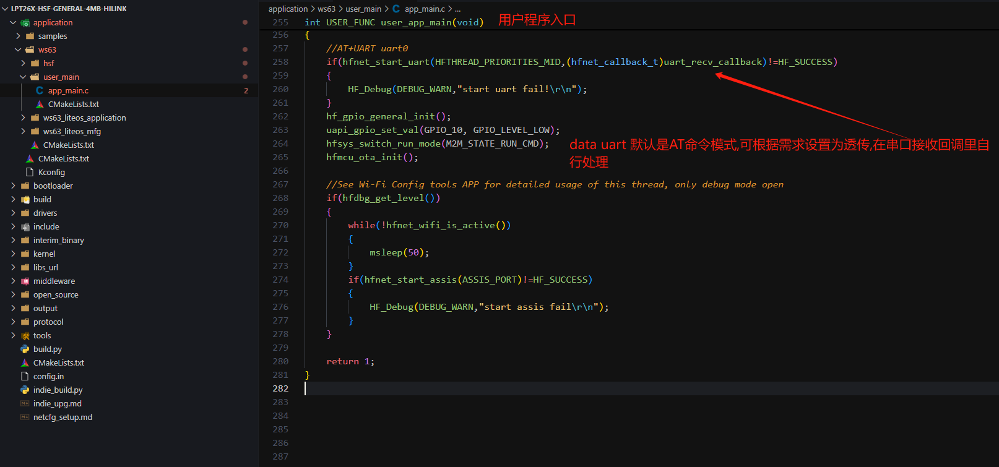 LPT26X-HSF-GENERAL-4MB-HILINK
application
samples
ws63
hsf
user_main
app_main.c 2
CMakeLists.txt
ws63_liteos_application
ws63_liteos_mfg
CMakeLists.txt
CMakeLists.txt
Kconfig
bootloader
build
drivers
include
interim_binary
kernel
libs_url
middleware
open_source
output
protocol
tools
build.py
CMakeLists.txt
config.in
indie_build.py
indie_upg.md
netcfg_setup.md
application > ws63 > user_main > C app_main.c > ...
255 int USER_FUNC user_app_main(void) 用户程序入口
256 {
257 //AT+UART uart0
258 if(hfnet_start_uart(HFTHREAD_PRIORITIES_MID,(hfnet_callback_t)uart_recv_callback)!=HF_SUCCESS)
259 {
260 HF_Debug(DEBUG_WARN,"start uart fail!\r\n");
261 }
262 hf_gpio_general_init();
263 uapi_gpio_set_val(GPIO_10, GPIO_LEVEL_LOW);
264 hfsys_switch_run_mode(M2M_STATE_RUN_CMD);
265 hfmcu_ota_init();
data uart 默认是AT命令模式,可根据需求设置为透传,在串口接收回调里自
行处理
266
267 //See Wi-Fi Config tools APP for detailed usage of this thread, only debug mode open
268 if(hfdbg_get_level())
269 {
270 while(!hfnet_wifi_is_active())
271 {
272 msleep(50);
273 }
274 if(hfnet_start_assis(ASSIS_PORT)!=HF_SUCCESS)
275 {
276 HF_Debug(DEBUG_WARN,"start assis fail\r\n");
277 }
278 }
279
280 return 1;
281 }
282
283
284
285
286
287